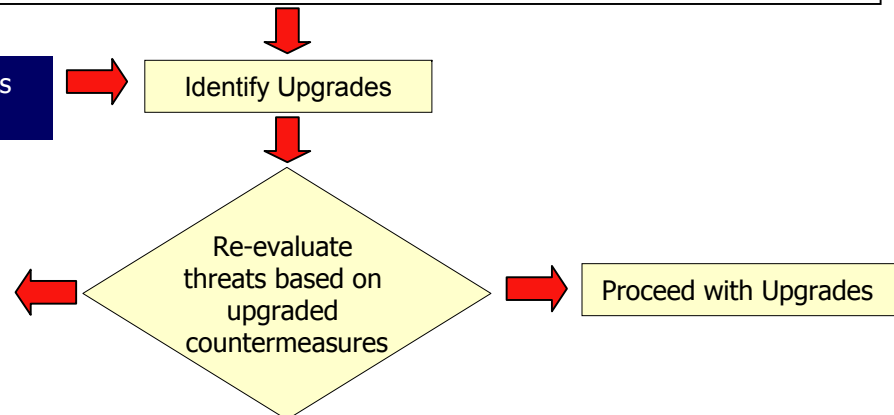 s
Identify Upgrades
Re-evaluate
threats based on
upgraded
countermeasures
Proceed with Upgrades